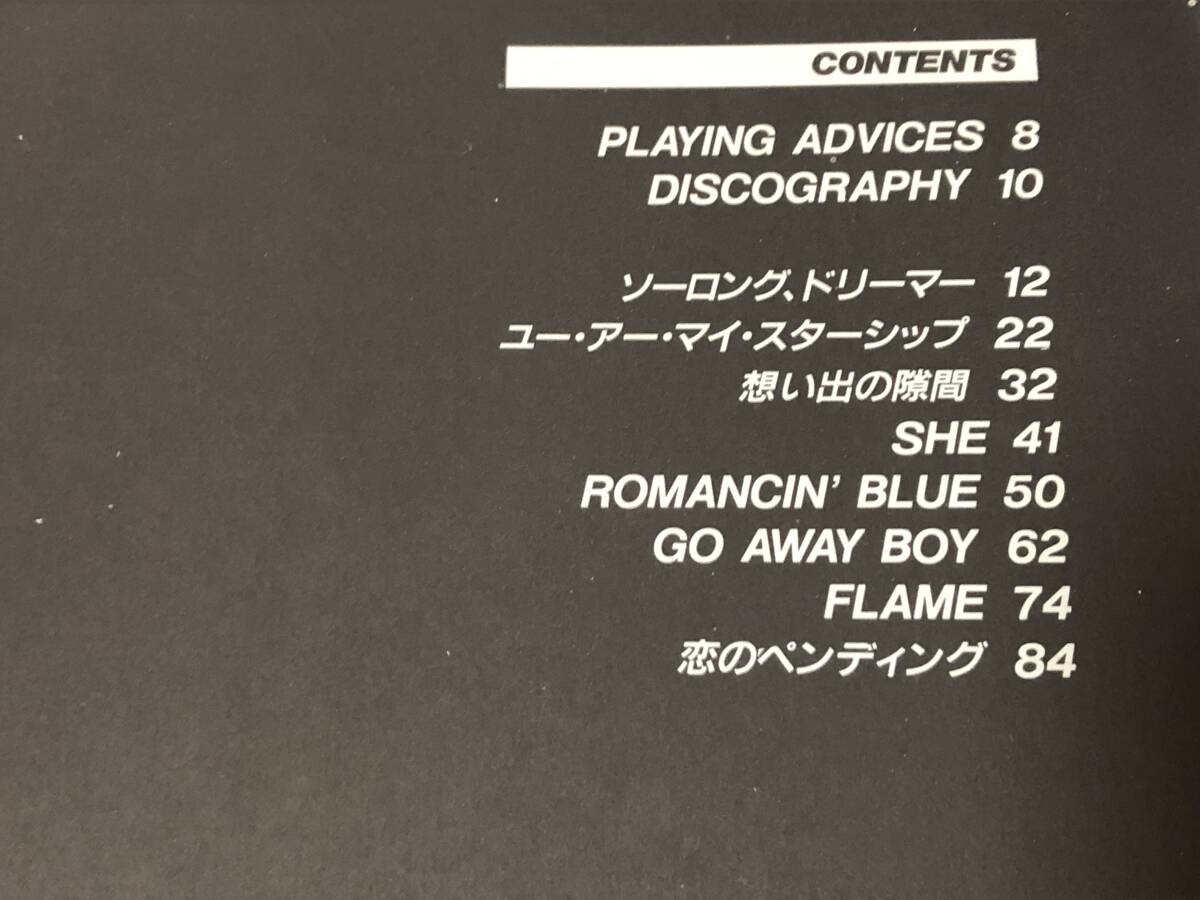 CONTENTS
PLAYING ADVICES 8
DISCOGRAPHY 10
ソーロング、ドリーマー 12
ユー・アー・マイ・スターシップ 22
想い出の隙間 32
SHE 41
ROMANCIN' BLUE 50
GO AWAY BOY 62
FLAME 74
恋のペンディング 84